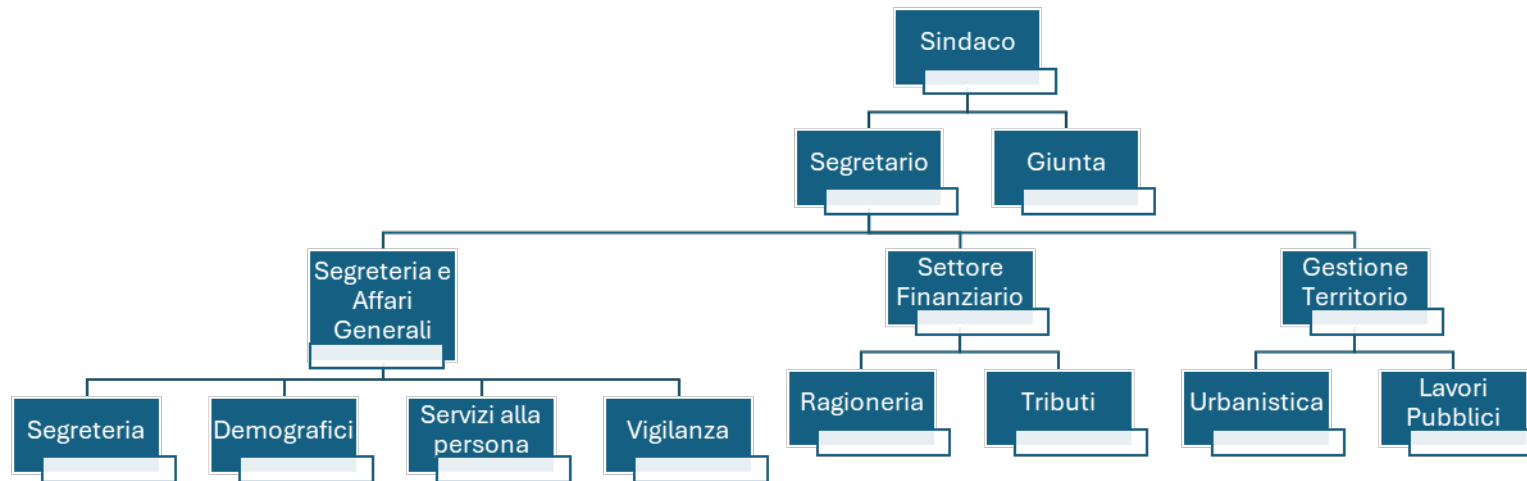 Sindaco
Segretario
Giunta
Segreteria e
Affari
Generali
Settore
Finanziario
Gestione
Territorio
Segreteria
Demografici
Servizi alla
persona
Vigilanza
Ragioneria
Tributi
Urbanistica
Lavori
Pubblici